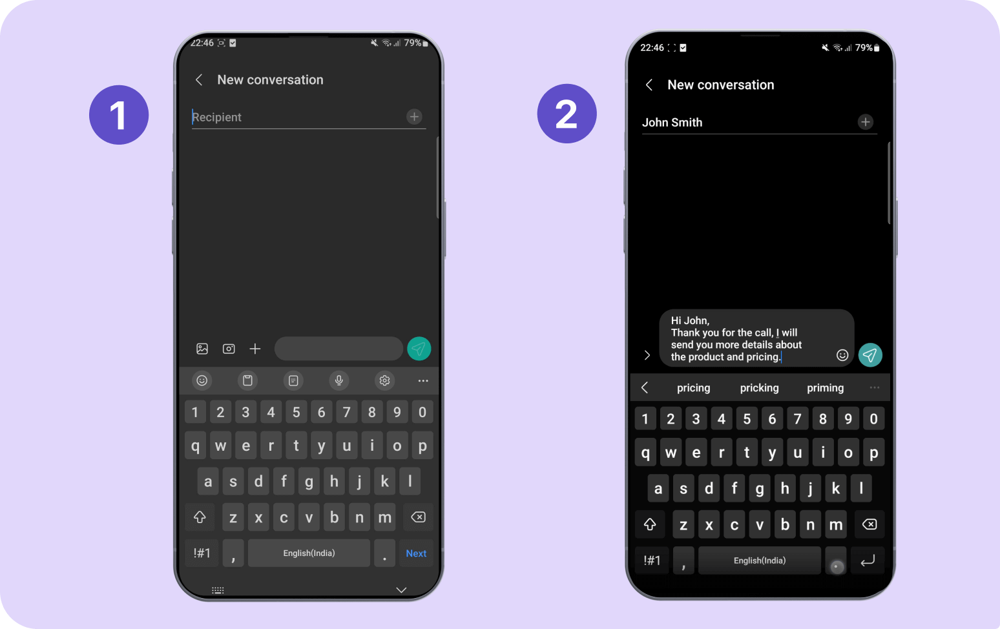 1
22:46 79%
New conversation
Recipient
1 2 3 4 5 6 7 8 9 0
q w e r t y u i o p
a s d f g h j k l
z x c v b n m
!#1 , English(India) . Next
2
22:46 79%
New conversation
John Smith
Hi John,
Thank you for the call, I will
send you more details about
the product and pricing.
pricing pricking priming
1 2 3 4 5 6 7 8 9 0
q w e r t y u i o p
a s d f g h j k l
z x c v b n m
!#1 , English(India) .